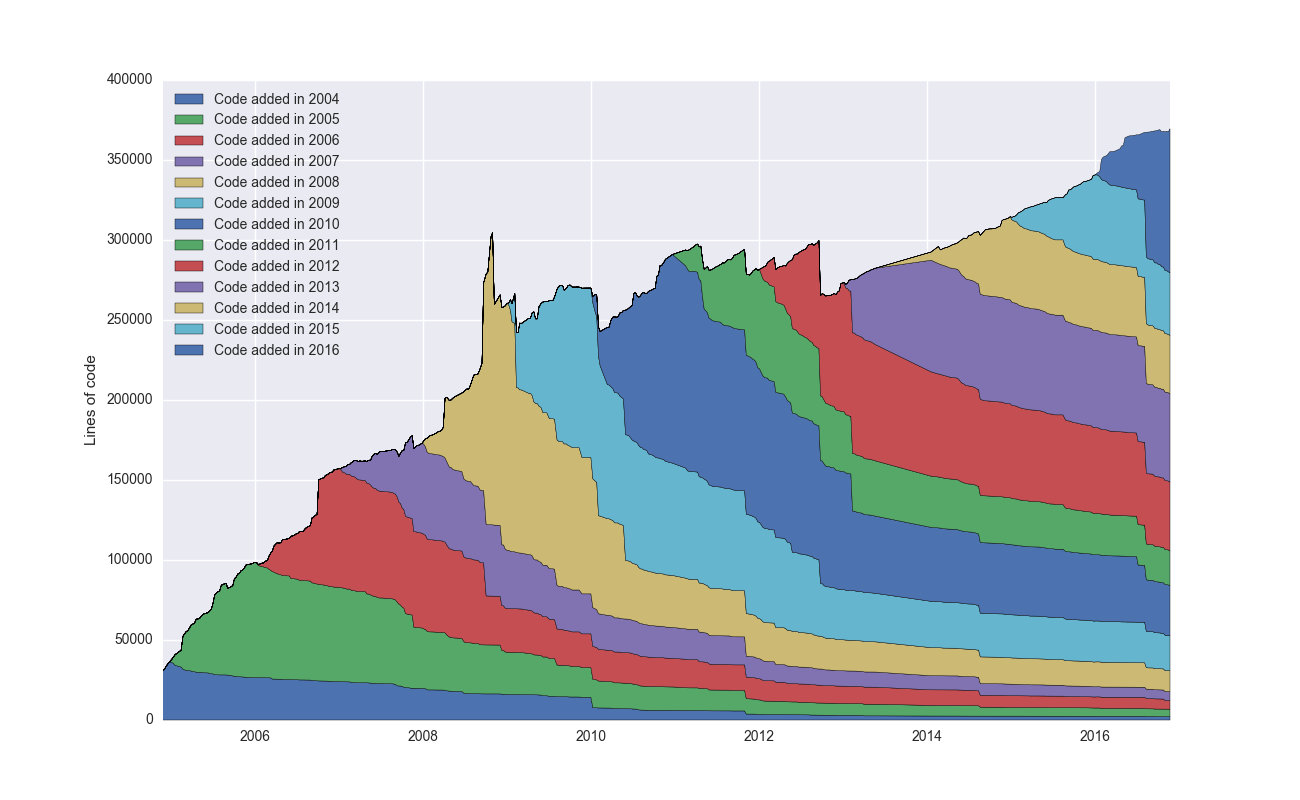 400000
350000
300000
250000
200000
150000
100000
50000
0
Lines of code
Code added in 2004
Code added in 2005
Code added in 2006
Code added in 2007
Code added in 2008
Code added in 2009
Code added in 2010
Code added in 2011
Code added in 2012
Code added in 2013
Code added in 2014
Code added in 2015
Code added in 2016
2006 2008 2010 2012 2014 2016